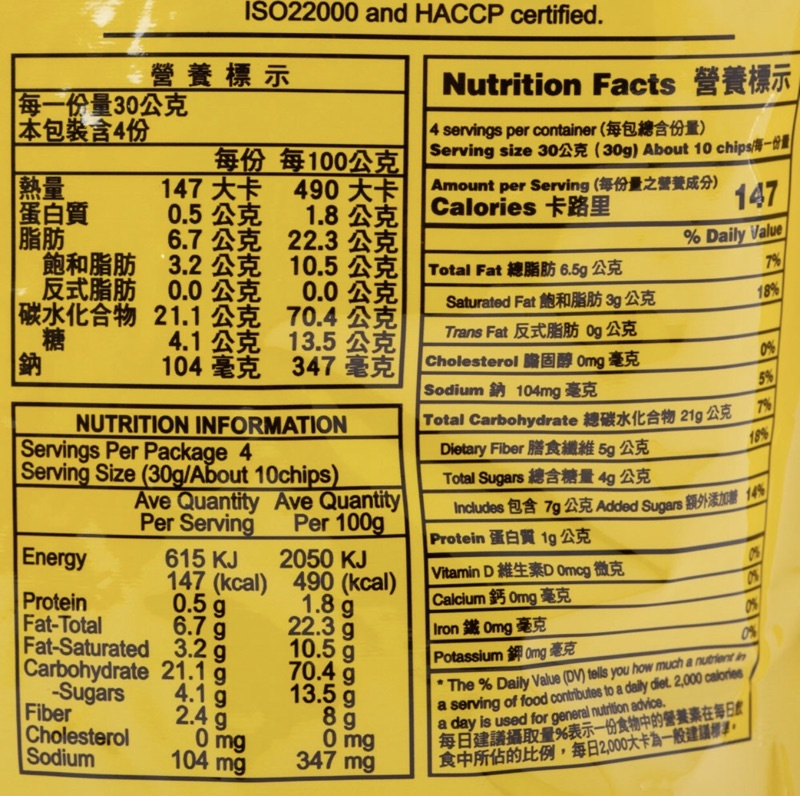 ISO22000 and HACCP certified.
營養標示
每一份量30公克
本包裝含4份
每份 每100公克
熱量 147 大卡 490 大卡
蛋白質 0.5 公克 1.8 公克
脂肪 6.7 公克 22.3 公克
飽和脂肪 3.2 公克 10.5 公克
反式脂肪 0.0 公克 0.0 公克
碳水化合物 21.1 公克 70.4 公克
糖 4.1 公克 13.5 公克
鈉 104 毫克 347 毫克
NUTRITION INFORMATION
Servings Per Package 4
Serving Size (30g/About 10chips)
Ave Quantity Ave Quantity
Per Serving Per 100g
Energy 615 KJ 2050 KJ
147 (kcal) 490 (kcal)
Protein 0.5 g 1.8 g
Fat-Total 6.7 g 22.3 g
Fat-Saturated 3.2 g 10.5 g
Carbohydrate 21.1 g 70.4 g
-Sugars 4.1 g 13.5 g
Fiber 2.4 g 8 g
Cholesterol 0 mg 0 mg
Sodium 104 mg 347 mg
Nutrition Facts 營養標示
4 servings per container (每包總含份量)
Serving size 30公克 (30g) About 10 chips/每一份量
Amount per Serving (每份量之營養成分)
Calories 卡路里 147
% Daily Value
Total Fat 總脂肪 6.5g 公克 7%
Saturated Fat 飽和脂肪 3g 公克 18%
Trans Fat 反式脂肪 0g 公克
Cholesterol 膽固醇 0mg 毫克 0%
Sodium 鈉 104mg 毫克 5%
Total Carbohydrate 總碳水化合物 21g 公克 7%
Dietary Fiber 膳食纖維 5g 公克 18%
Total Sugars 總含糖量 4g 公克
Includes 包含 7g 公克 Added Sugars 額外添加糖 14%
Protein 蛋白質 1g 公克
Vitamin D 維生素D 0mcg 微克 0%
Calcium 鈣 0mg 毫克 0%
Iron 鐵 0mg 毫克 0%
Potassium 鉀 0mg 毫克 0%
* The % Daily Value (DV) tells you how much a nutrient in
a serving of food contributes to a daily diet. 2,000 calories
a day is used for general nutrition advice.
每日建議攝取量%表示一份食物中的營養素在每日飲
食中所佔的比例，每日2,000大卡為一般建議標準。